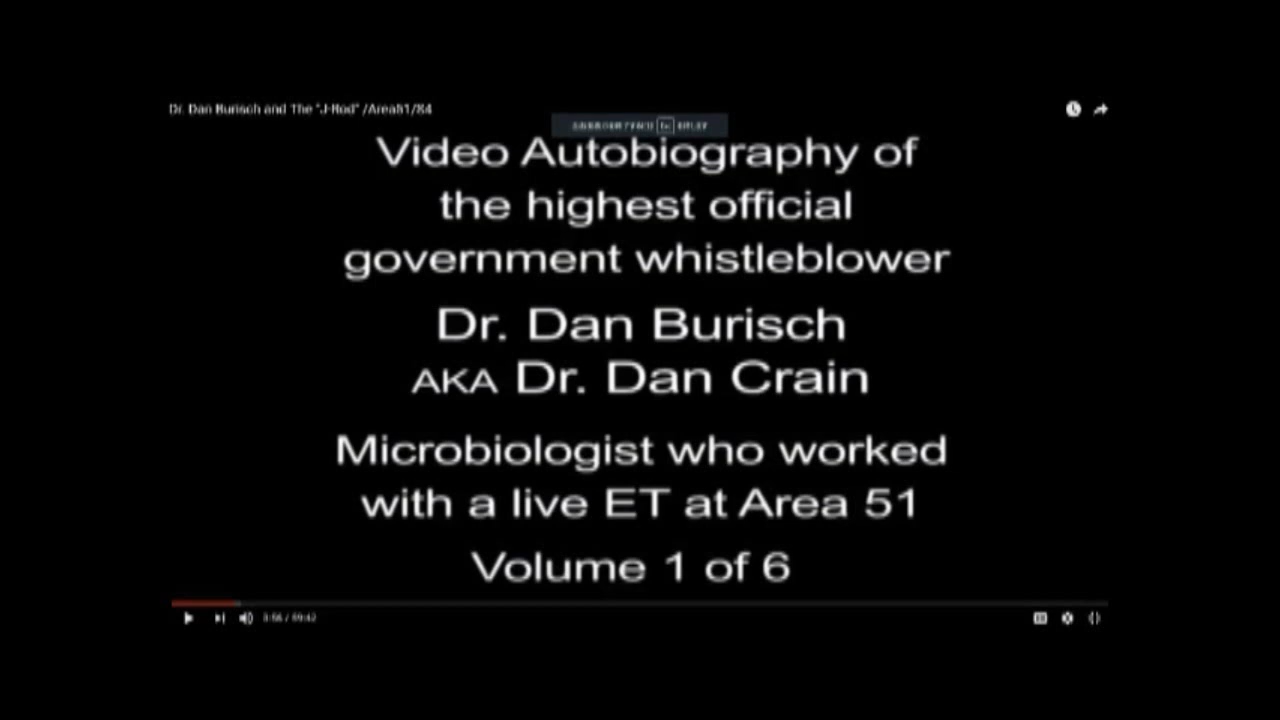 Dr. Dan Burisch and The "J-Rod" /Area51/S4
Video Autobiography of
the highest official
government whistleblower
Dr. Dan Burisch
AKA Dr. Dan Crain
Microbiologist who worked
with a live ET at Area 51
Volume 1 of 6